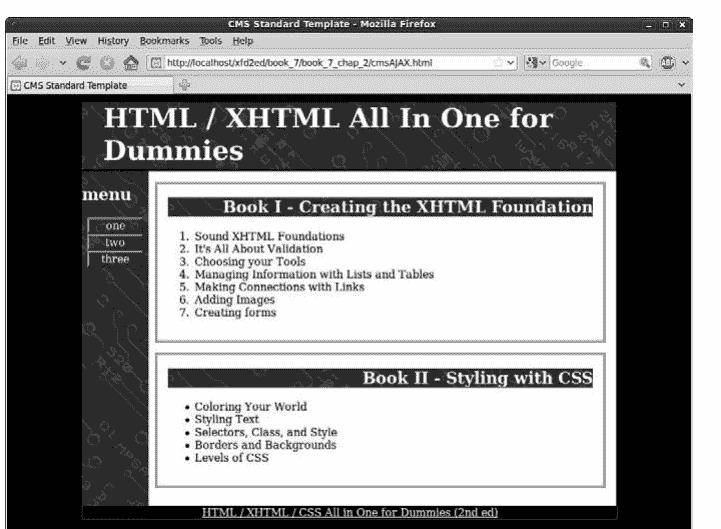 CMS Standard Template - Mozilla Firefox
File Edit View History Bookmarks Tools Help
http://localhost/xfd2ed/book_7/book_7_chap_2/cmsAJAX.html
Google
ABP
CMS Standard Template
HTML / XHTML All In One for
Dummies
menu
one
two
three
Book I - Creating the XHTML Foundation
1. Sound XHTML Foundations
2. It's All About Validation
3. Choosing your Tools
4. Managing Information with Lists and Tables
5. Making Connections with Links
6. Adding Images
7. Creating forms
Book II - Styling with CSS
• Coloring Your World
• Styling Text
• Selectors, Class, and Style
• Borders and Backgrounds
• Levels of CSS
HTML / XHTML / CSS All in One for Dummies (2nd ed)